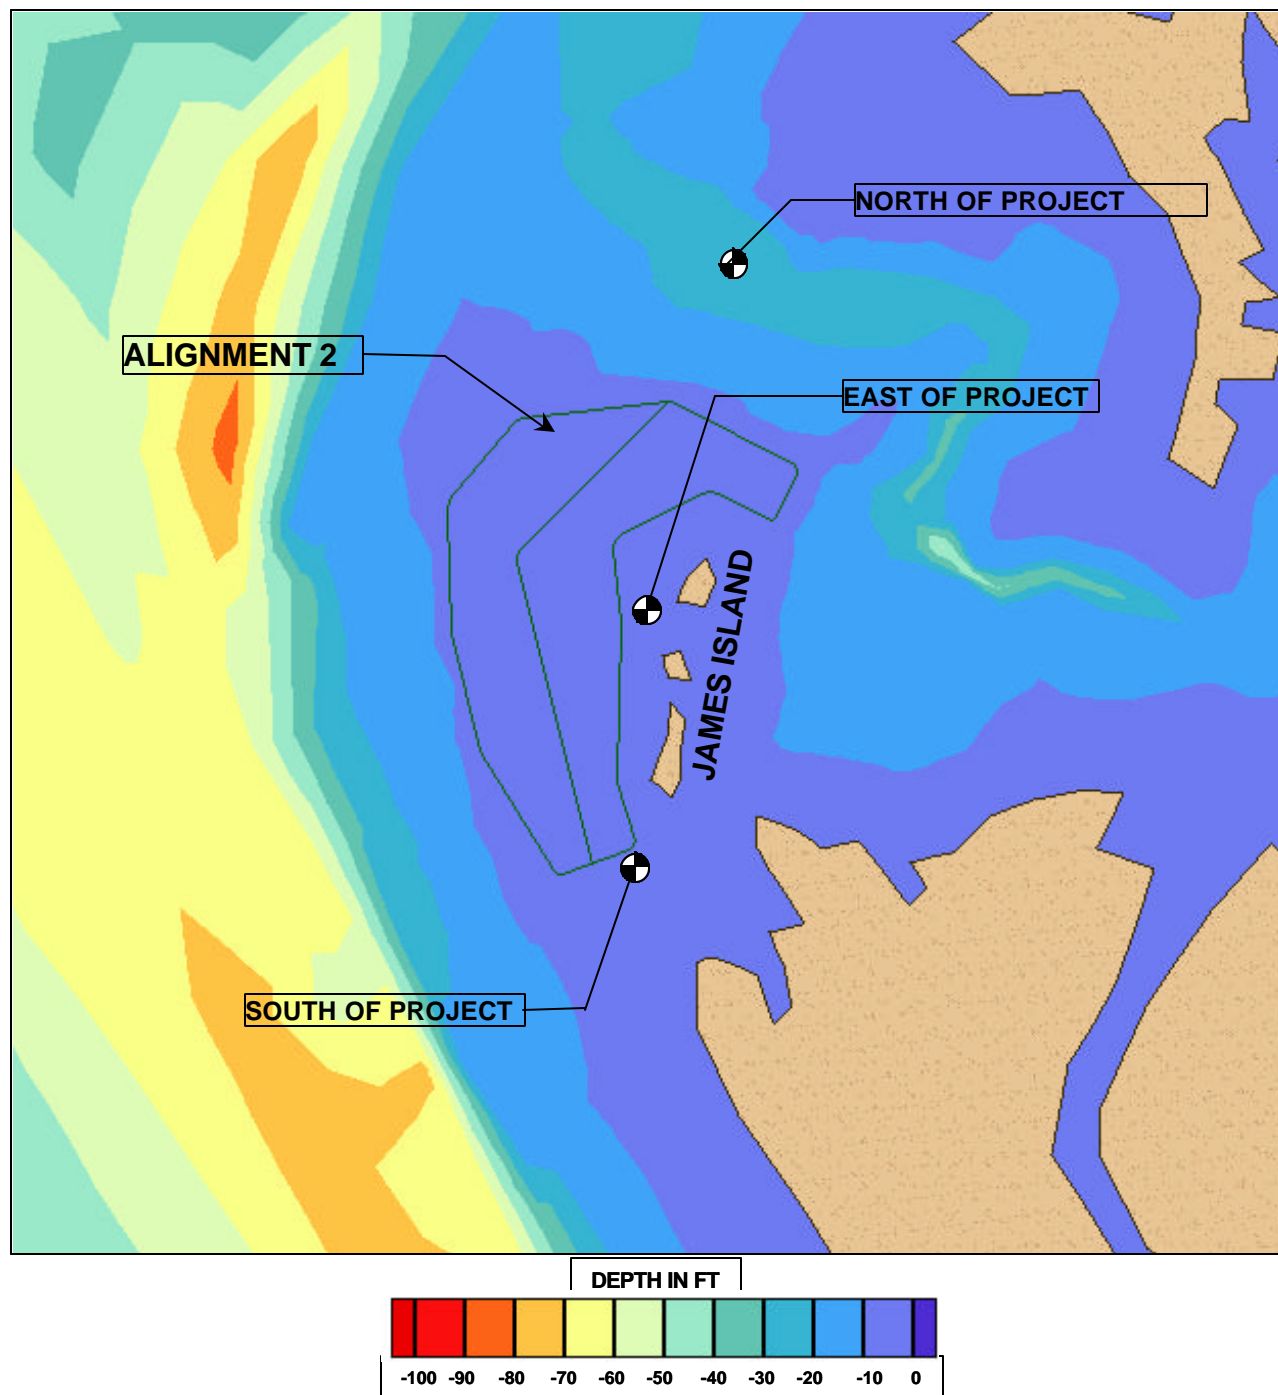 NORTH OF PROJECT
ALIGNMENT 2
EAST OF PROJECT
JAMES ISLAND
SOUTH OF PROJECT
DEPTH IN FT
-100 -90 -80 -70 -60 -50 -40 -30 -20 -10 0